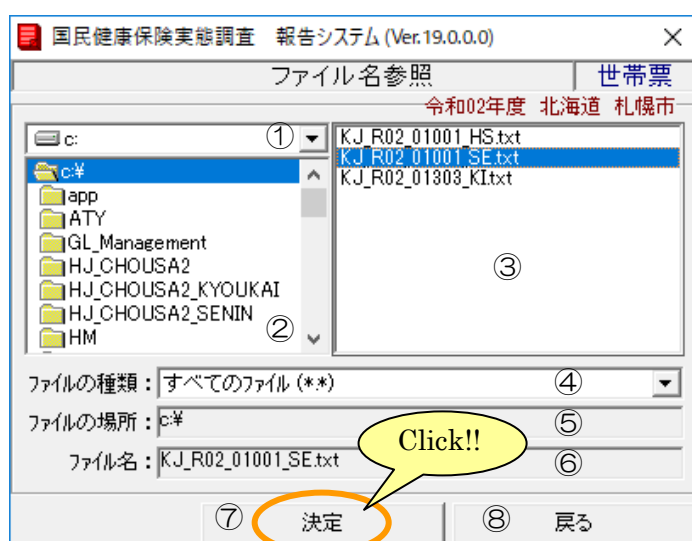 国民健康保険実態調査 報告システム (Ver.19.0.0.0)
ファイル名参照 世帯票
令和02年度 北海道 札幌市
c: ①
KJ_R02_01001_HS.txt
KJ_R02_01001_SE.txt
KJ_R02_01303_KI.txt
③
c:¥
app
ATY
GL_Management
HJ_CHOUSA2
HJ_CHOUSA2_KYOUKAI
HJ_CHOUSA2_SENIN
HM
②
ファイルの種類：すべてのファイル (*.*) ④
ファイルの場所：c:¥ ⑤
ファイル名：KJ_R02_01001_SE.txt ⑥
Click!!
⑦ 決定 ⑧ 戻る